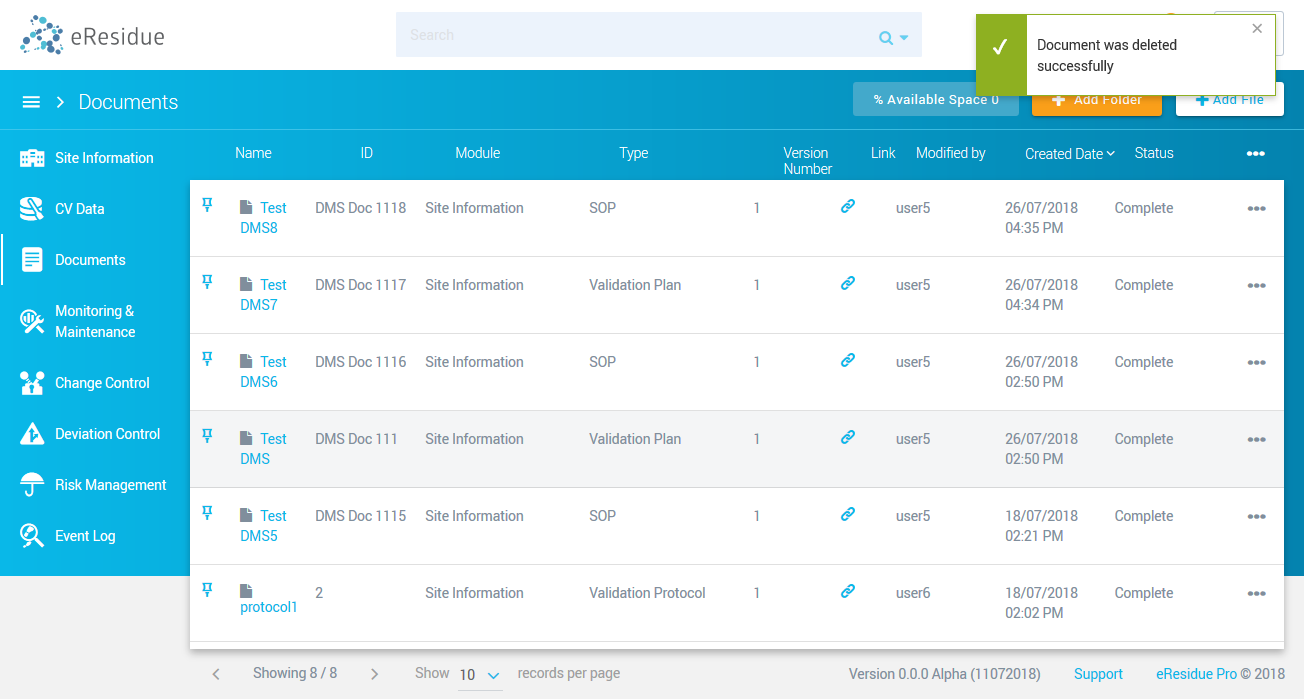 eResidue
Search
Document was deleted
successfully
Documents
% Available Space 0
Add Folder
Add File
Site Information
CV Data
Documents
Monitoring &
Maintenance
Change Control
Deviation Control
Risk Management
Event Log
Name ID Module Type Version Number Link Modified by Created Date Status
Test DMS 1118 Site Information SOP 1 user5 26/07/2018 Complete
DMS8 04:35 PM
Test DMS Doc 1117 Site Information Validation Plan 1 user5 26/07/2018 Complete
DMS7 04:34 PM
Test DMS Doc 1116 Site Information SOP 1 user5 26/07/2018 Complete
DMS6 02:50 PM
Test DMS Doc 111 Site Information Validation Plan 1 user5 26/07/2018 Complete
DMS 02:50 PM
Test DMS Doc 1115 Site Information SOP 1 user5 18/07/2018 Complete
DMS5 02:21 PM
2 Site Information Validation Protocol 1 user6 18/07/2018 Complete
protocol1 02:02 PM
Showing 8 / 8
Show 10 records per page
Version 0.0.0 Alpha (11072018)
Support
eResidue Pro © 2018